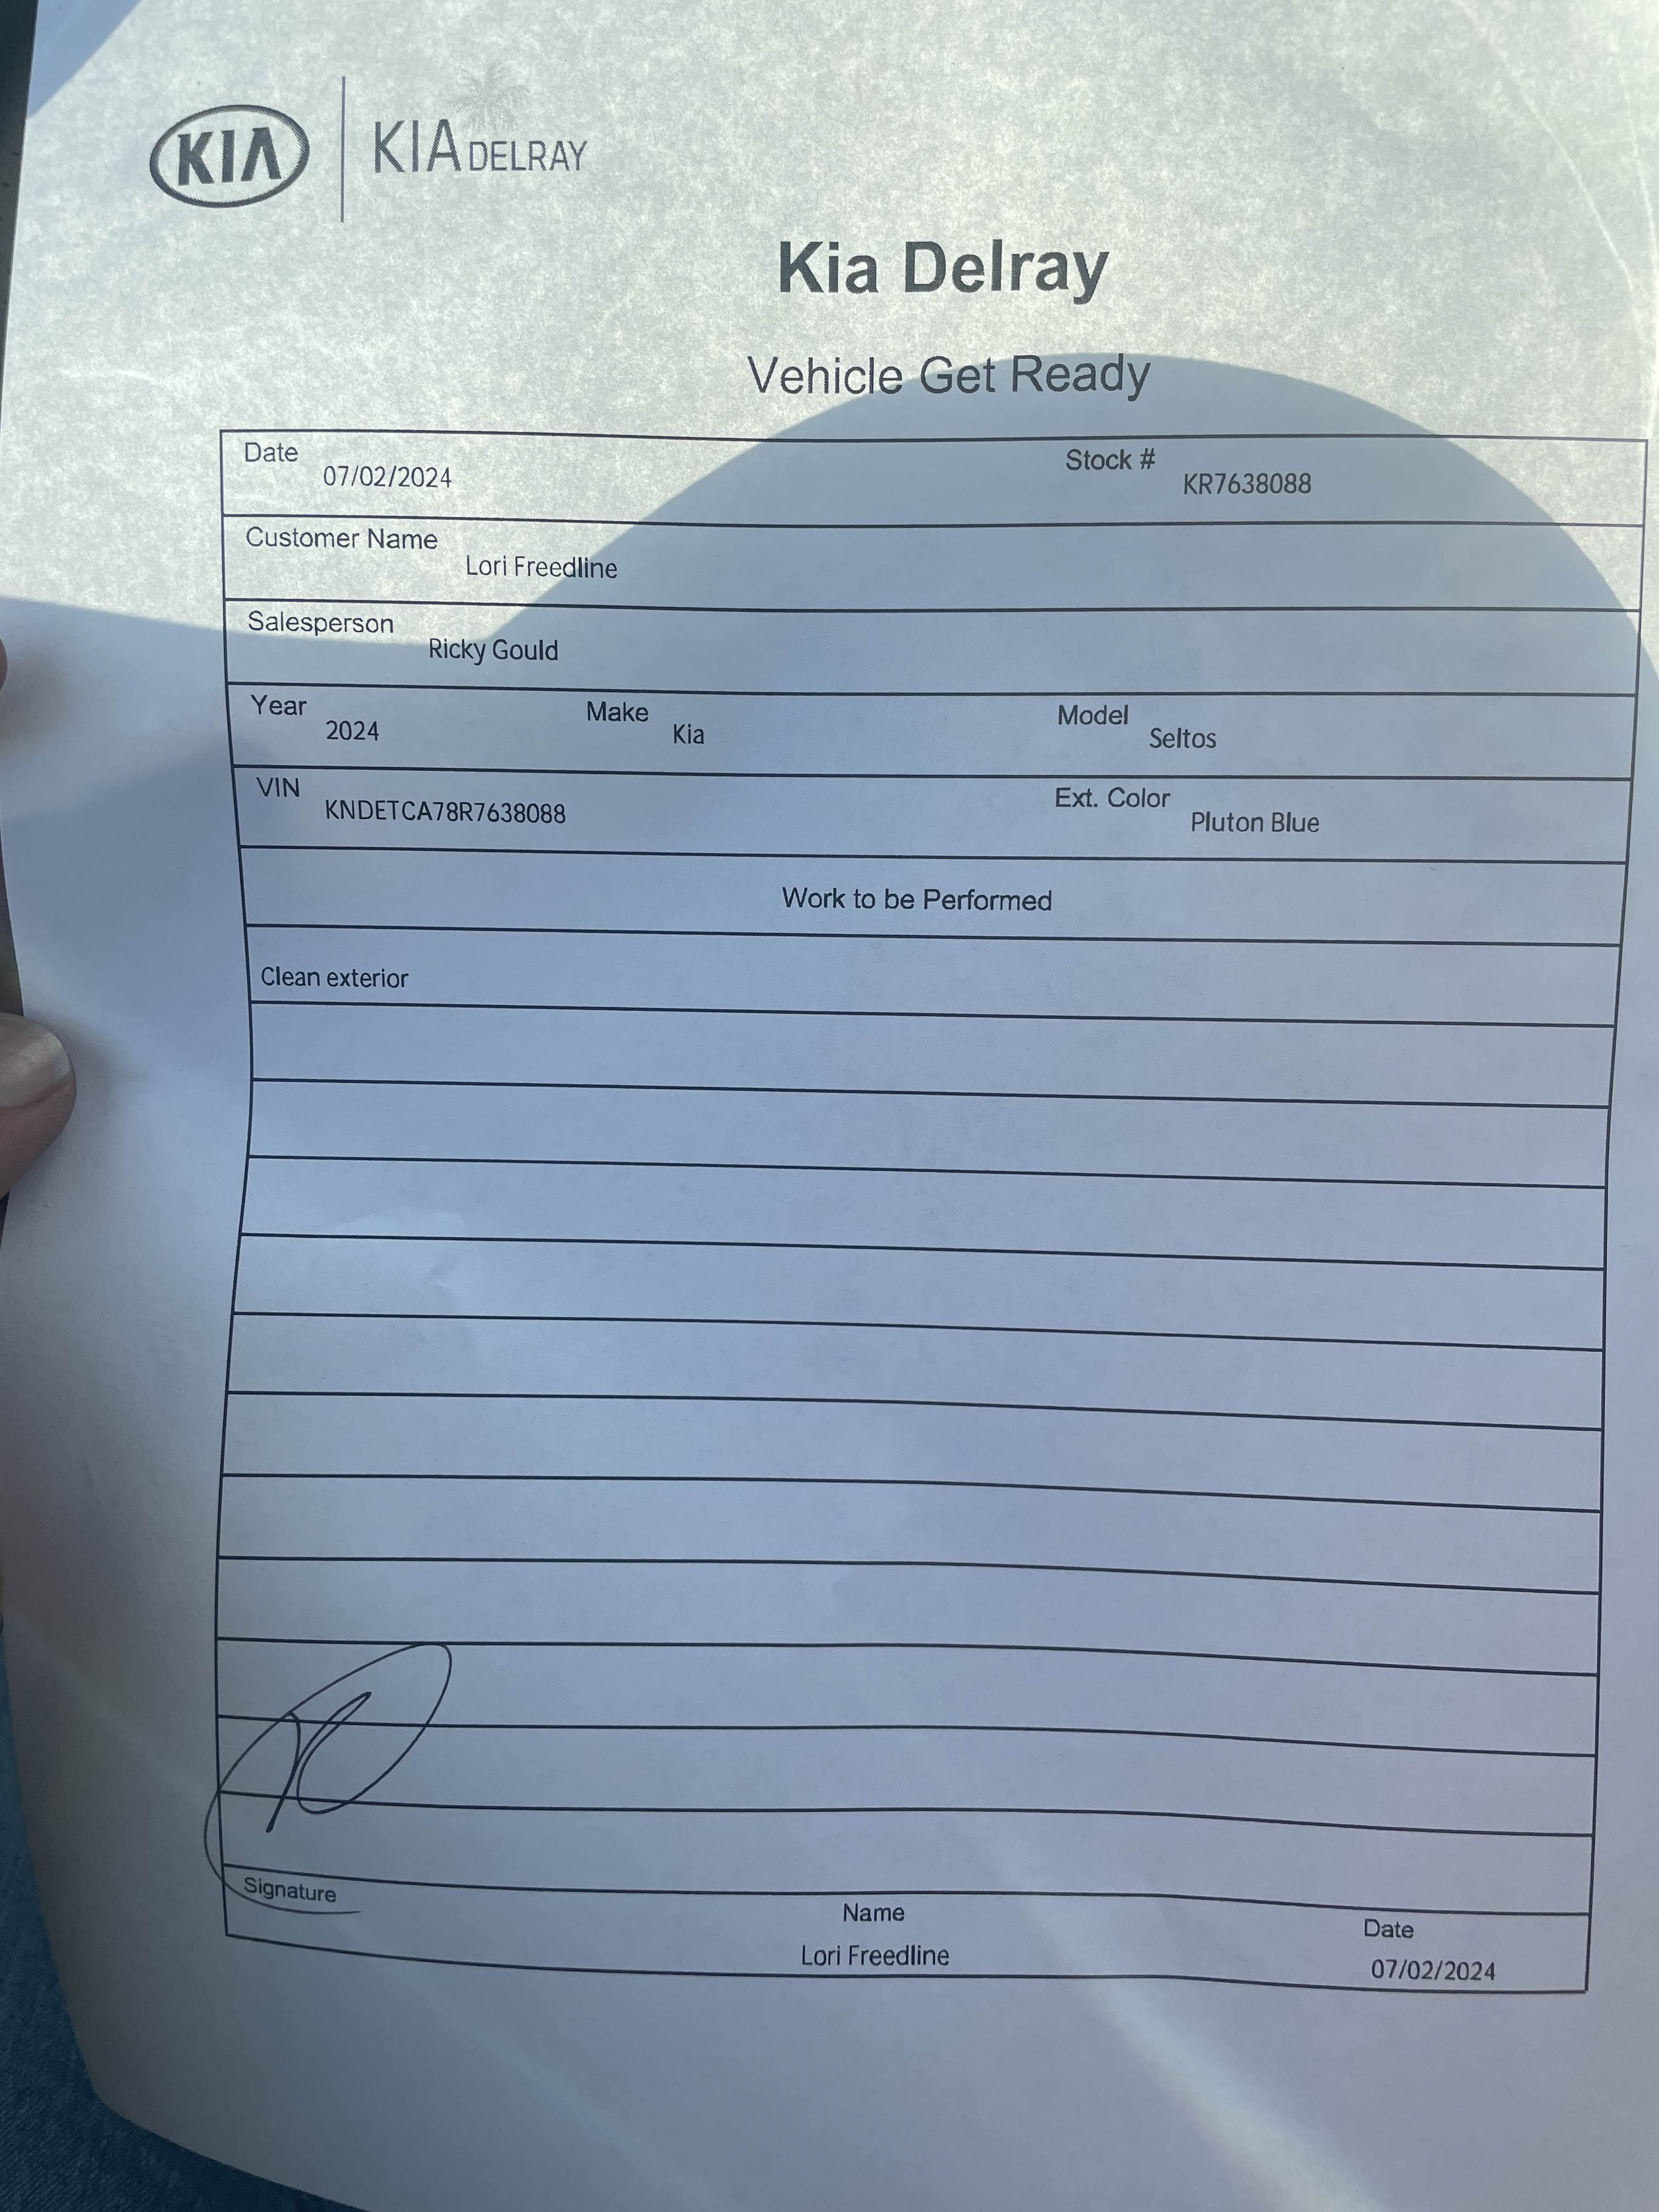 KIA KIA DELRAY
Kia Delray
Vehicle Get Ready
Date 07/02/2024 Stock # KR7638088
Customer Name Lori Freedline
Salesperson Ricky Gould
Year 2024 Make Kia Model Seltos
VIN KNDETCA78R7638088 Ext. Color Pluton Blue
Work to be Performed
Clean exterior
Signature Name Date
Lori Freedline 07/02/2024